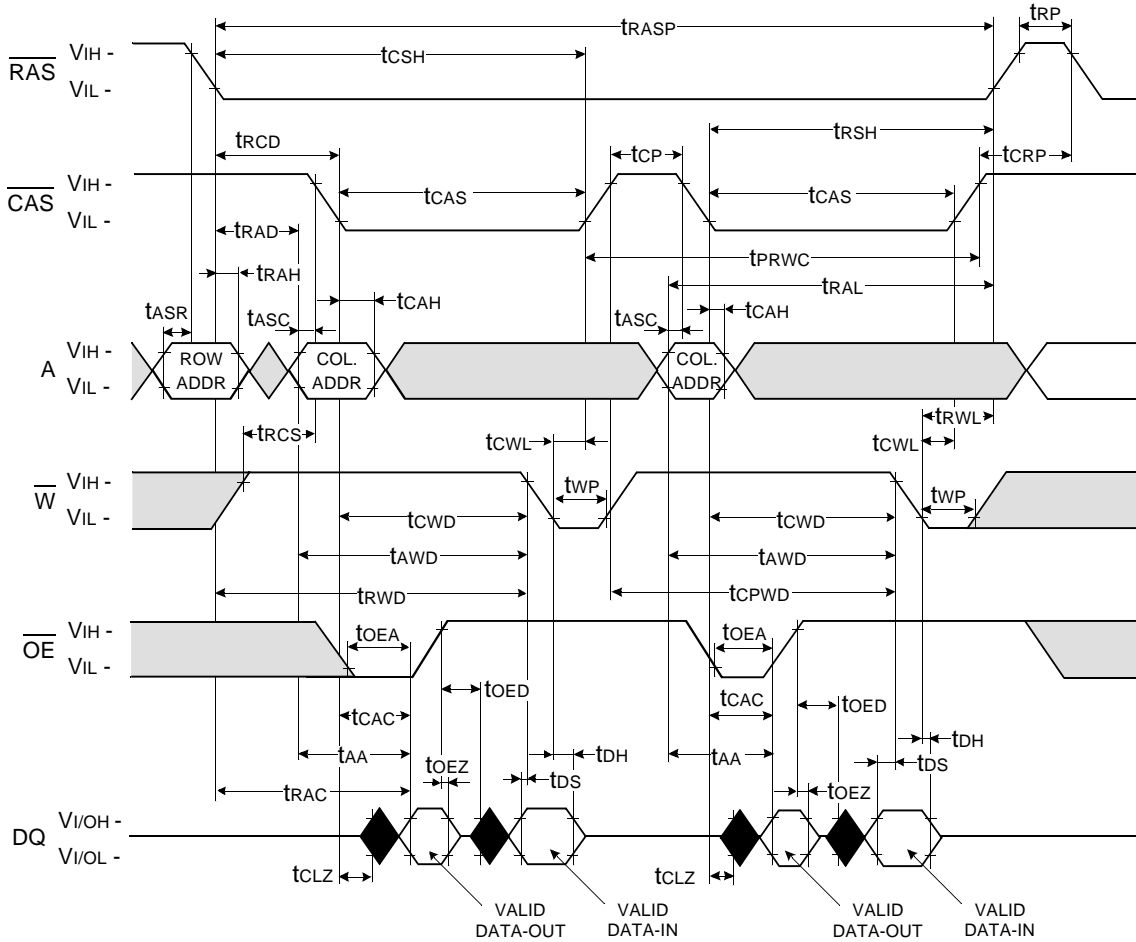 tRASP
tRP
VIH -
tCSH
RAS
VIL -
tRSH
tRCD
tCP
tCRP
VIH -
CAS
tCAS
tCAS
VIL -
tRAD
tPRWC
tRAH
tRAL
tASR
tASC
tCAH
tASC
tCAH
VIH -
A
VIL -
ROW
ADDR
COL.
ADDR
COL.
ADDR
tRCS
tCWL
tRWL
tCWL
VIH -
W
VIL -
tWP
tWP
tCWD
tCWD
tAWD
tAWD
tRWD
tCPWD
VIH -
OE
VIL -
tOEA
tOEA
tOED
tOED
tCAC
tCAC
tAA
tDH
tAA
tDH
tOEZ
tDS
tOEZ
tDS
tRAC
VI/OH -
DQ
VI/OL -
tCLZ
tCLZ
VALID
DATA-OUT
VALID
DATA-IN
VALID
DATA-OUT
VALID
DATA-IN